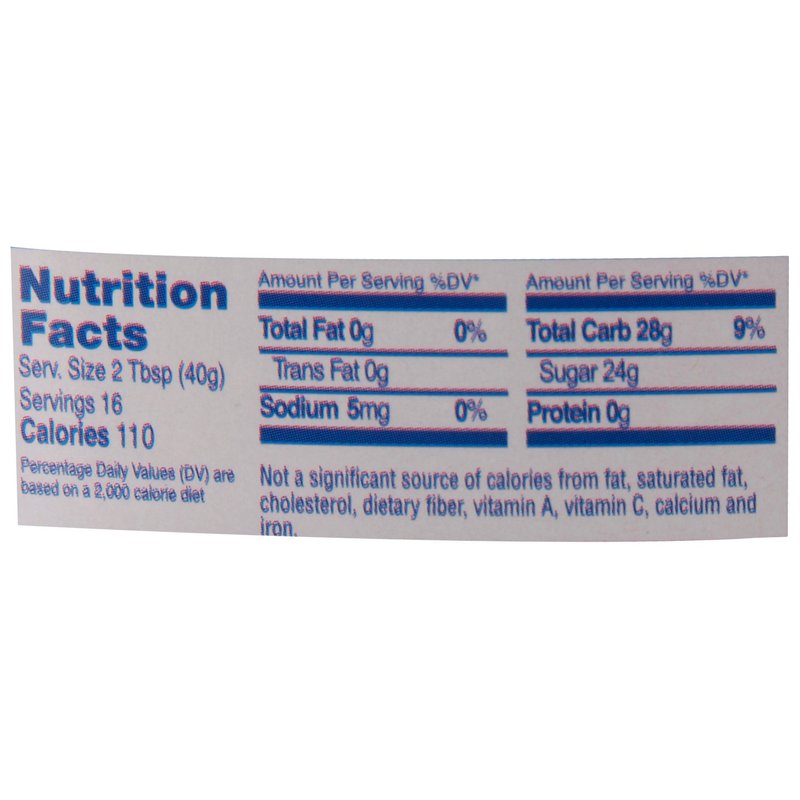 Nutrition
Facts
Serv. Size 2 Tbsp (40g)
Servings 16
Calories 110
Percentage Daily Values (DV) are
based on a 2,000 calorie diet
Amount Per Serving %DV*
Total Fat 0g 0%
Trans Fat 0g
Sodium 5mg 0%
Amount Per Serving %DV*
Total Carb 28g 9%
Sugar 24g
Protein 0g
Not a significant source of calories from fat, saturated fat,
cholesterol, dietary fiber, vitamin A, vitamin C, calcium and
iron.